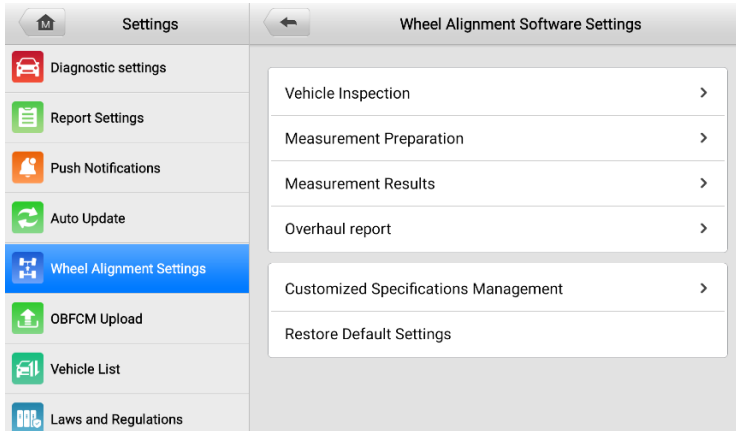 M
Settings
Diagnostic settings
Report Settings
Push Notifications
Auto Update
Wheel Alignment Settings
OBFCM Upload
Vehicle List
Laws and Regulations
Wheel Alignment Software Settings
Vehicle Inspection
Measurement Preparation
Measurement Results
Overhaul report
Customized Specifications Management
Restore Default Settings